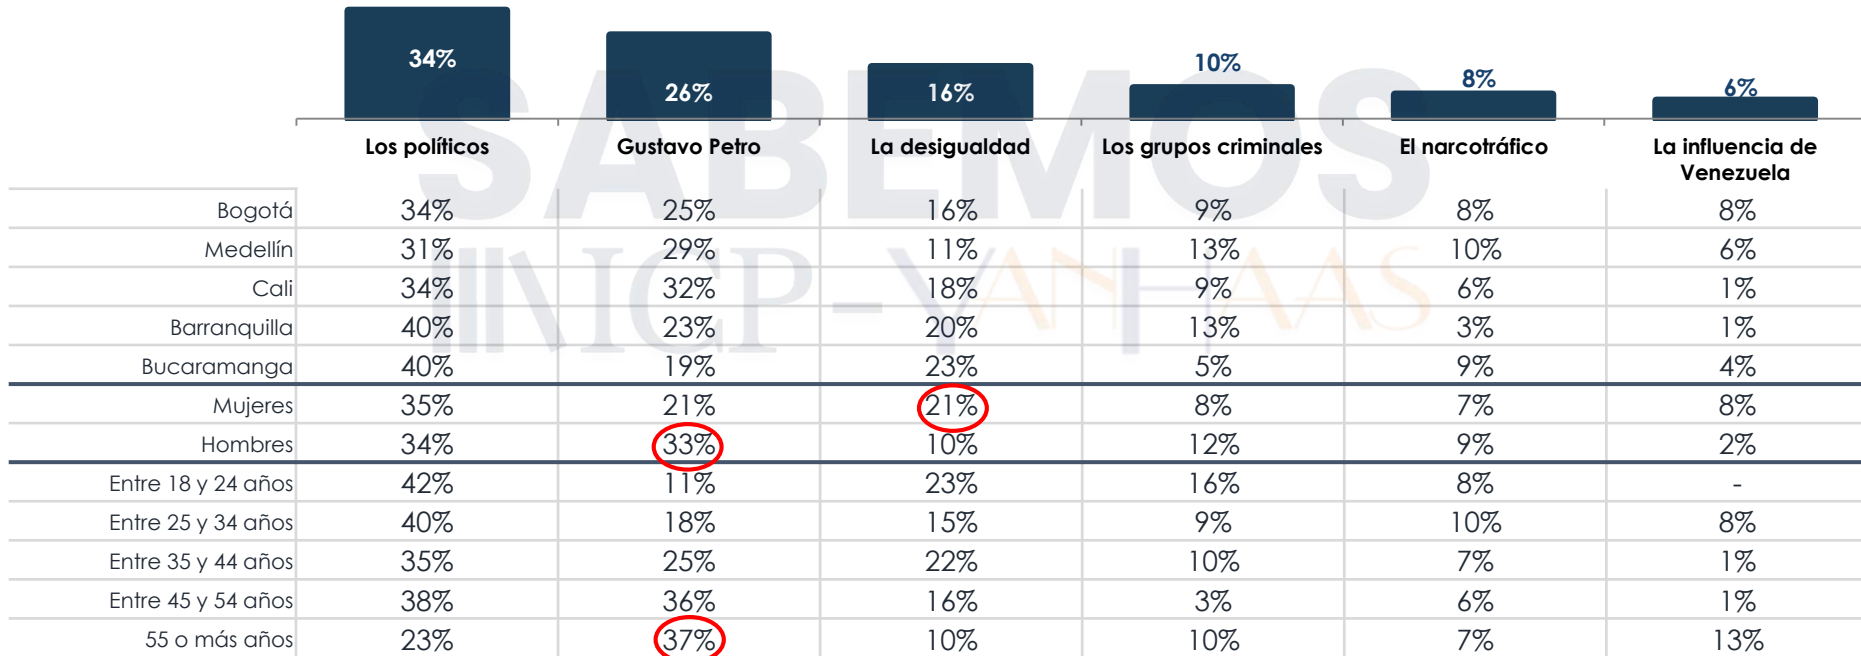 34% 26% 16% 10% 8% 6%
Los políticos Gustavo Petro La desigualdad Los grupos criminales El narcotráfico La influencia de Venezuela
SABEMOS
ICP - YANHAAS
Bogotá 34% 25% 16% 9% 8% 8%
Medellín 31% 29% 11% 13% 10% 6%
Cali 34% 32% 18% 9% 6% 1%
Barranquilla 40% 23% 20% 13% 3% 1%
Bucaramanga 40% 19% 23% 5% 9% 4%
Mujeres 35% 21% 21% 8% 7% 8%
Hombres 34% 33% 10% 12% 9% 2%
Entre 18 y 24 años 42% 11% 23% 16% 8% -
Entre 25 y 34 años 40% 18% 15% 9% 10% 8%
Entre 35 y 44 años 35% 25% 22% 10% 7% 1%
Entre 45 y 54 años 38% 36% 16% 3% 6% 1%
55 o más años 23% 37% 10% 10% 7% 13%